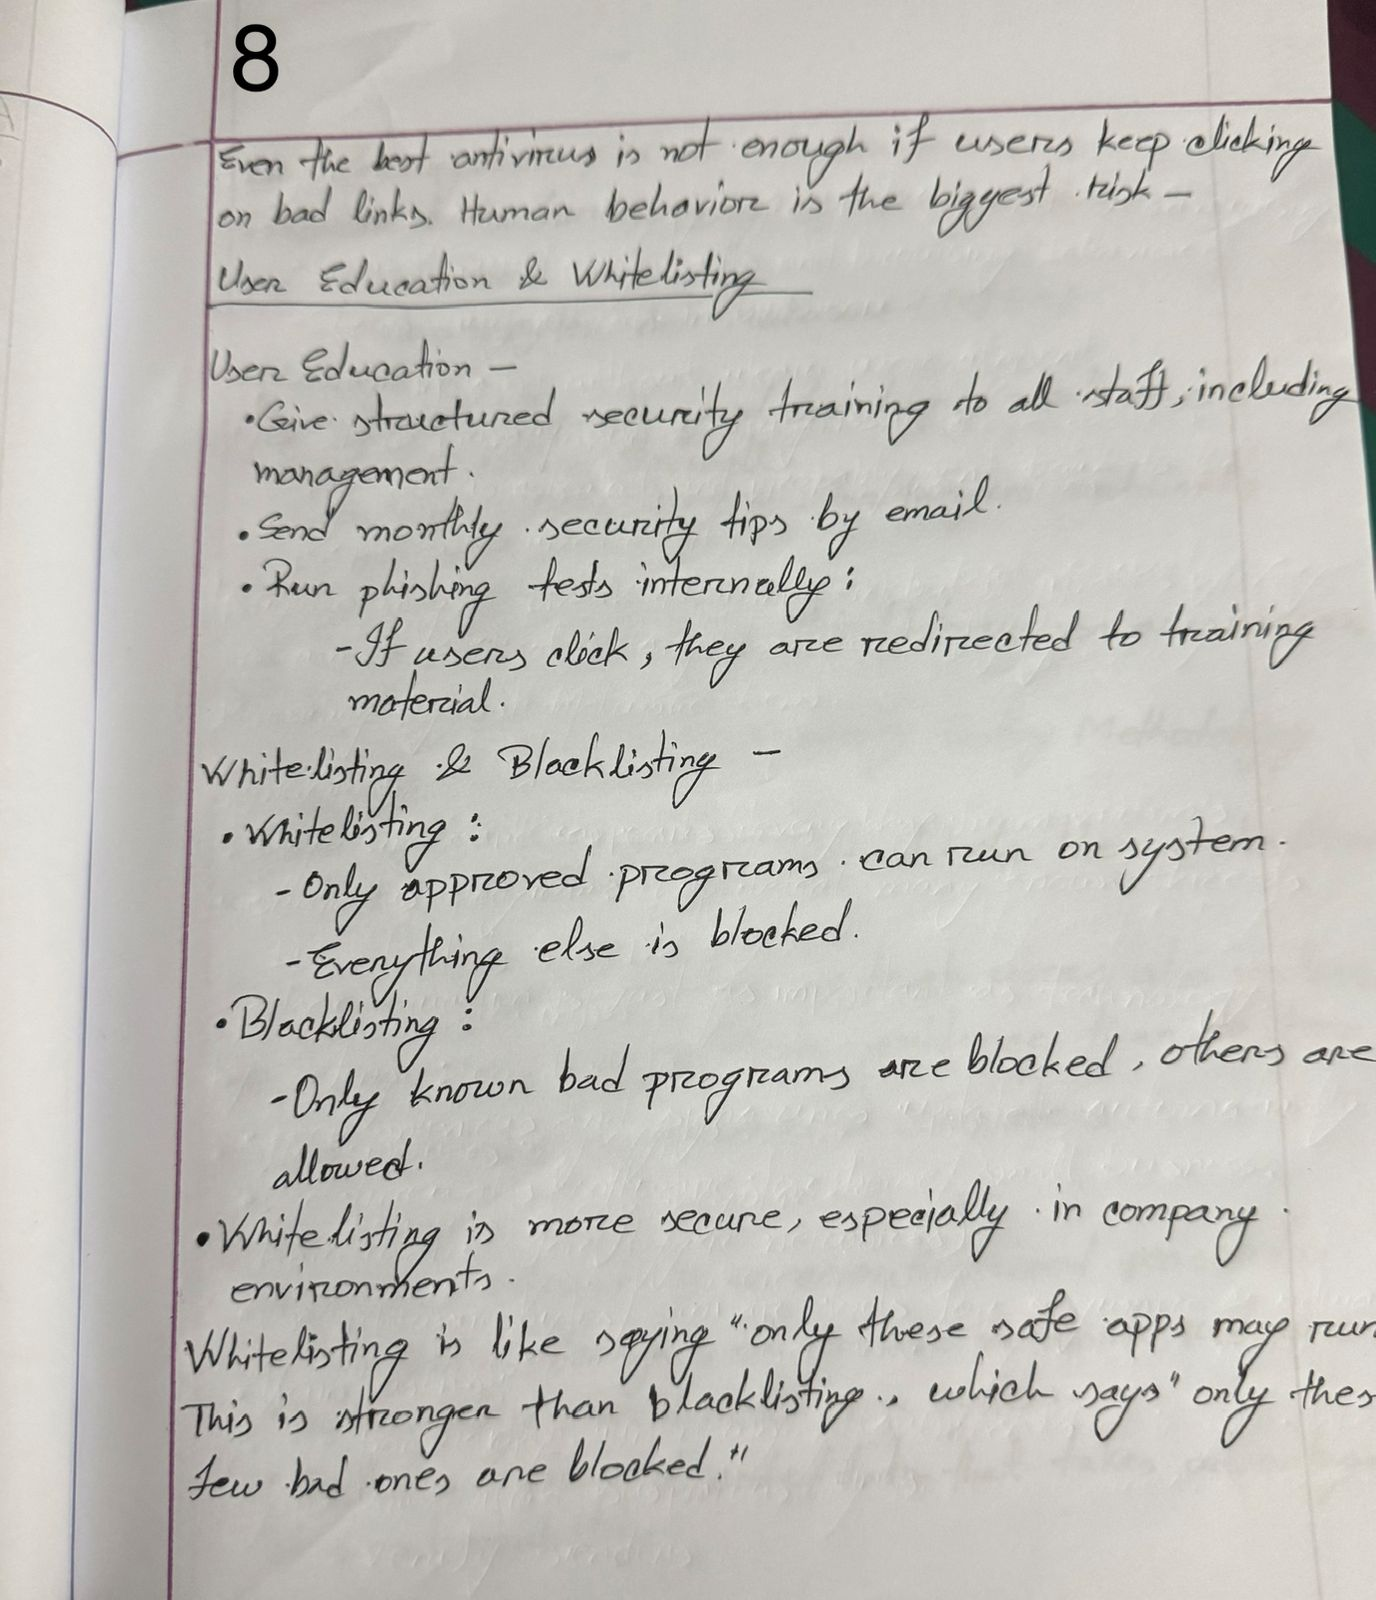 8
Even the best antivirus is not enough if users keep clicking
on bad links. Human behavior is the biggest risk —
User Education & Whitelisting
User Education —
• Give structured security training to all staff, including
management.
• Send monthly security tips by email.
• Run phishing tests internally:
- If users click, they are redirected to training
material.
Whitelisting & Blacklisting —
• Whitelisting:
- Only approved programs can run on system.
- Everything else is blocked.
• Blacklisting:
- Only known bad programs are blocked, others are
allowed.
• Whitelisting is more secure, especially in company
environments.
Whitelisting is like saying "only these safe apps may run
This is stronger than blacklisting, which says "only thes
few bad ones are blocked."